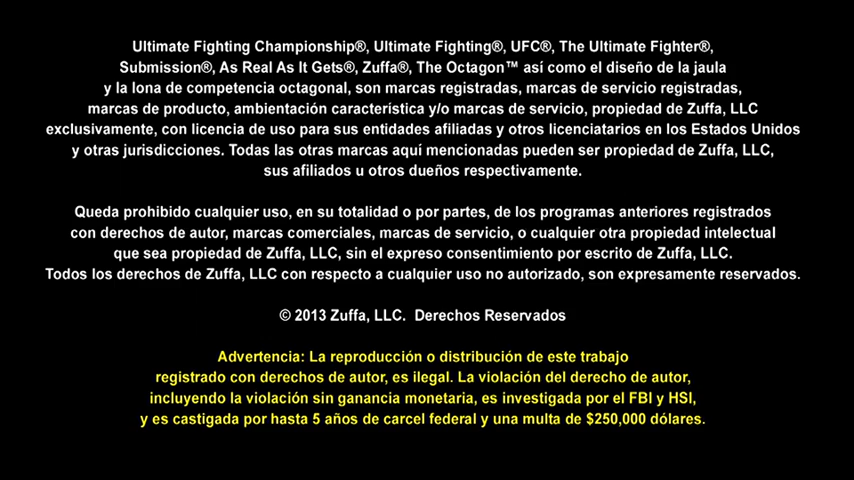 Ultimate Fighting Championship®, Ultimate Fighting®, UFC®, The Ultimate Fighter®,
Submission®, As Real As It Gets®, Zuffa®, The Octagon™ así como el diseño de la jaula
y la lona de competencia octagonal, son marcas registradas, marcas de servicio registradas,
marcas de producto, ambientación característica y/o marcas de servicio, propiedad de Zuffa, LLC
exclusivamente, con licencia de uso para sus entidades afiliadas y otros licenciatarios en los Estados Unidos
y otras jurisdicciones. Todas las otras marcas aquí mencionadas pueden ser propiedad de Zuffa, LLC,
sus afiliados u otros dueños respectivamente.
Queda prohibido cualquier uso, en su totalidad o por partes, de los programas anteriores registrados
con derechos de autor, marcas comerciales, marcas de servicio, o cualquier otra propiedad intelectual
que sea propiedad de Zuffa, LLC, sin el expreso consentimiento por escrito de Zuffa, LLC.
Todos los derechos de Zuffa, LLC con respecto a cualquier uso no autorizado, son expresamente reservados.
© 2013 Zuffa, LLC. Derechos Reservados
Advertencia: La reproducción o distribución de este trabajo
registrado con derechos de autor, es ilegal. La violación del derecho de autor,
incluyendo la violación sin ganancia monetaria, es investigada por el FBI y HSI,
y es castigada por hasta 5 años de carcel federal y una multa de $250,000 dólares.